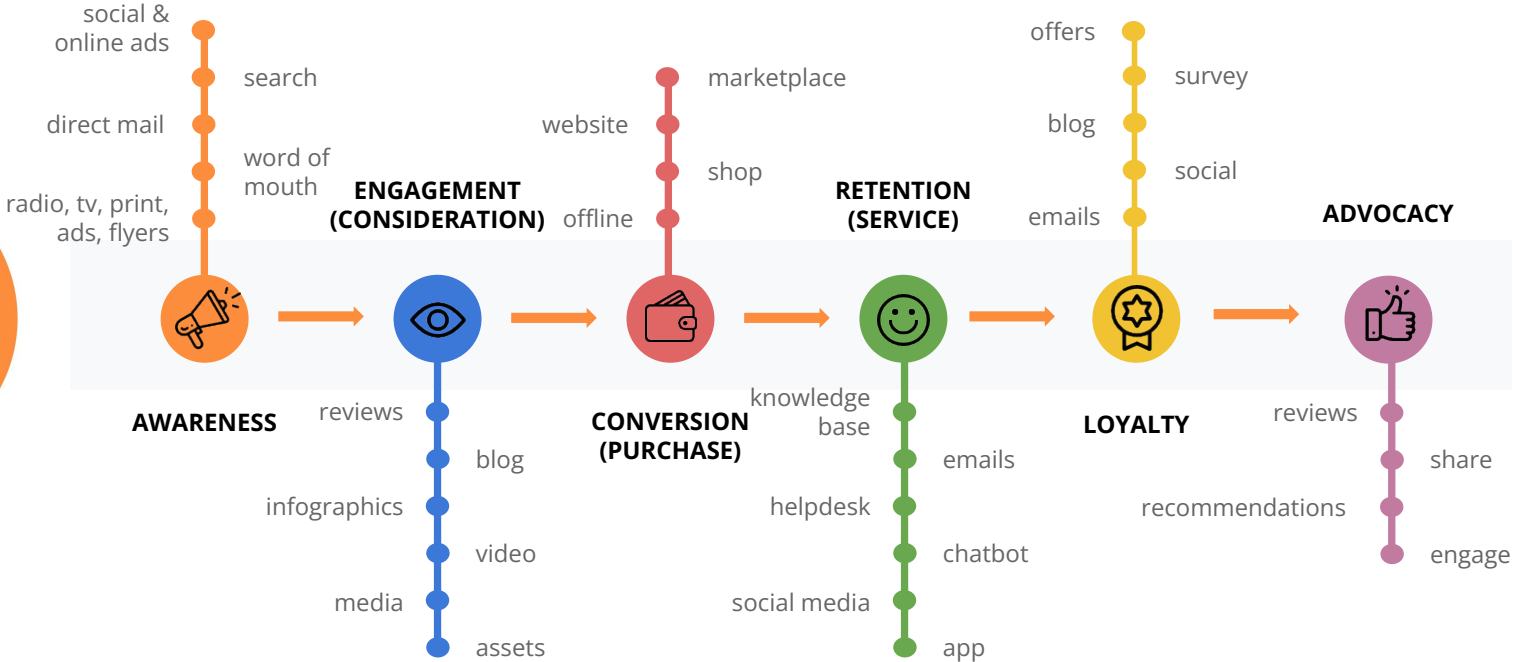 social &
online ads
search
direct mail
word of
mouth
radio, tv, print,
ads, flyers
AWARENESS
ENGAGEMENT
(CONSIDERATION)
reviews
blog
infographics
video
media
assets
marketplace
website
shop
offline
CONVERSION
(PURCHASE)
RETENTION
(SERVICE)
knowledge
base
emails
helpdesk
chatbot
social media
app
offers
survey
blog
social
emails
LOYALTY
ADVOCACY
reviews
share
recommendations
engage